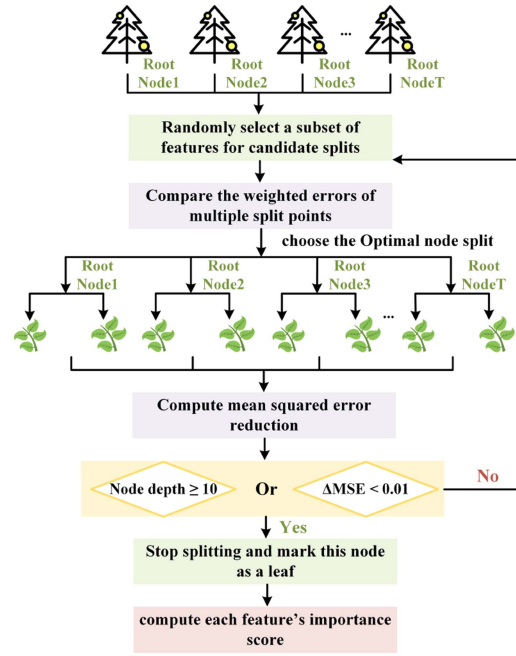 ...
Root Root Root Root
Node1 Node2 Node3 NodeT
Randomly select a subset of
features for candidate splits
Compare the weighted errors of
multiple split points
choose the Optimal node split
Root Root Root Root
Node1 Node2 Node3 NodeT
...
Compute mean squared error
reduction
Node depth ≥ 10 Or ΔMSE < 0.01 No
Yes
Stop splitting and mark this node
as a leaf
compute each feature’s importance
score